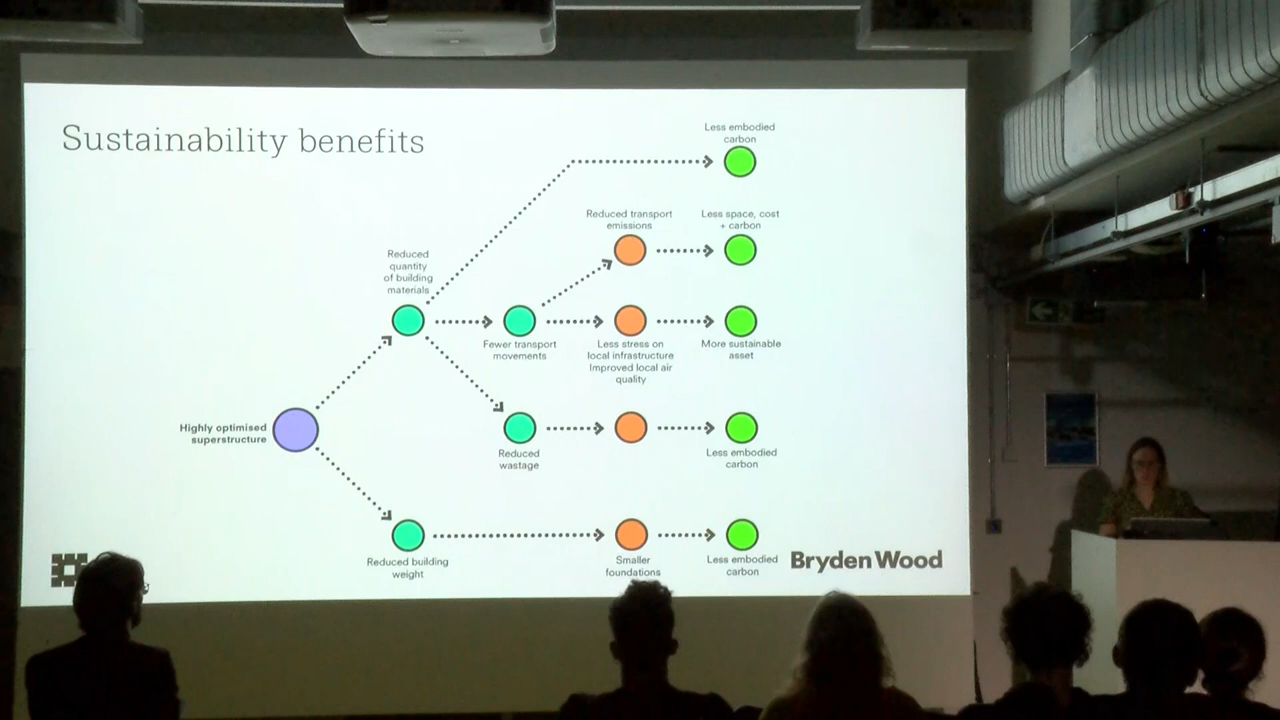 Sustainability benefits
Less embodied
carbon
Reduced transport
emissions
Less space, cost
+ carbon
Reduced
quantity
of building
materials
Fewer transport
movements
Less stress on
local infrastructure
Improved local air
quality
More sustainable
asset
Highly optimised
superstructure
Reduced
wastage
Less embodied
carbon
Reduced building
weight
Smaller
foundations
Less embodied
carbon
Bryden Wood